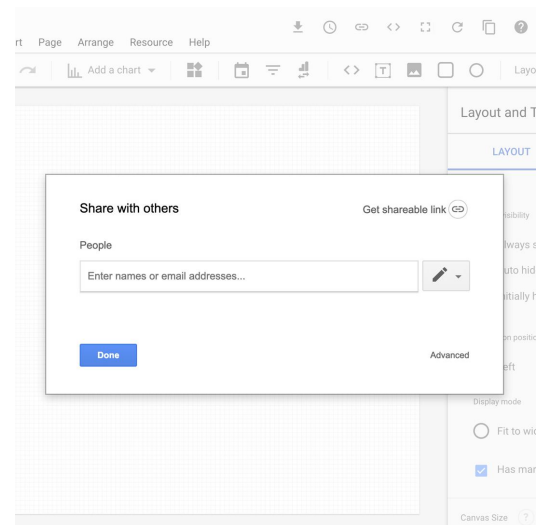 rt Page Arrange Resource Help
Add a chart
Layo
Layout and T
LAYOUT
Share with others
Get shareable link
isibility
People
lways s
Enter names or email addresses...
uto hid
nitially h
on positio
Done
Advanced
eft
Display mode
Fit to wid
Has mar
Canvas Size ?